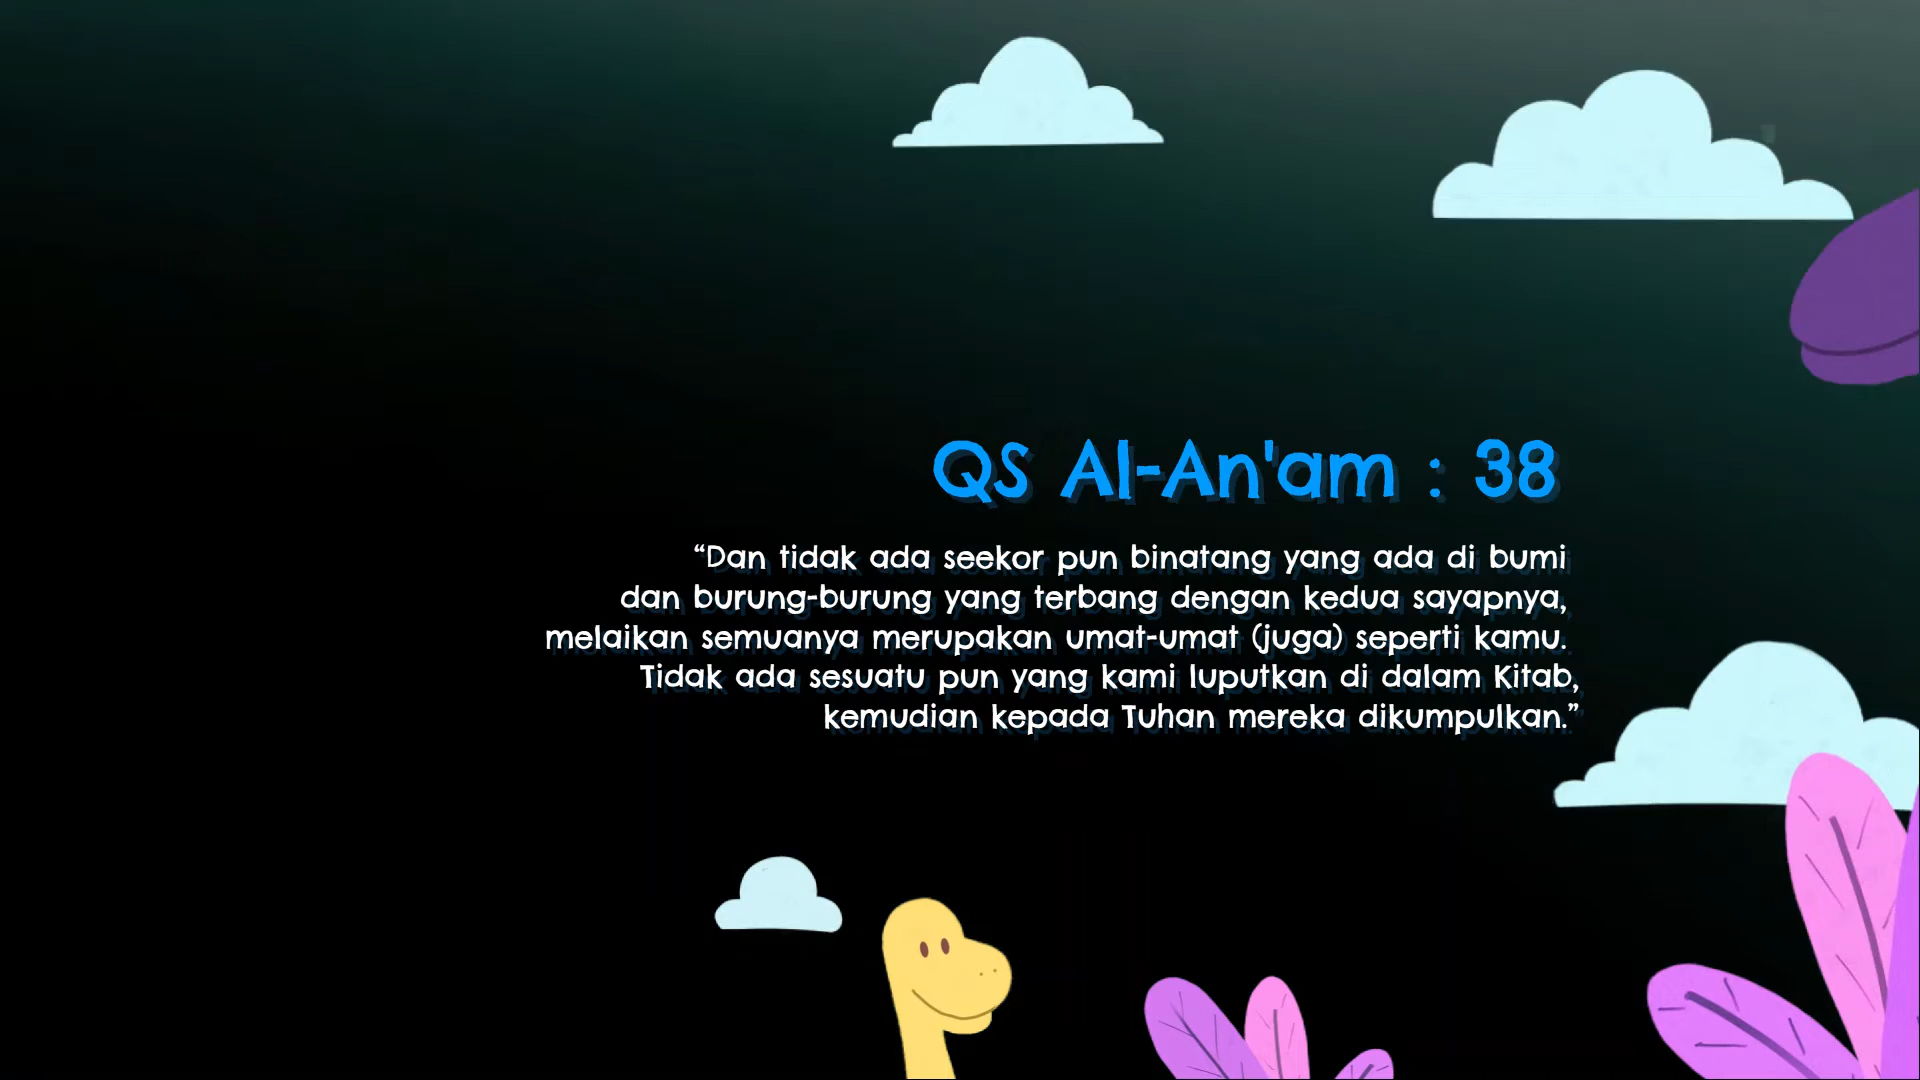 QS Al-An'am : 38
“Dan tidak ada seekor pun binatang yang ada di bumi
dan burung-burung yang terbang dengan kedua sayapnya,
melaikan semuanya merupakan umat-umat (juga) seperti kamu.
Tidak ada sesuatu pun yang kami luputkan di dalam Kitab,
kemudian kepada Tuhan mereka dikumpulkan.”